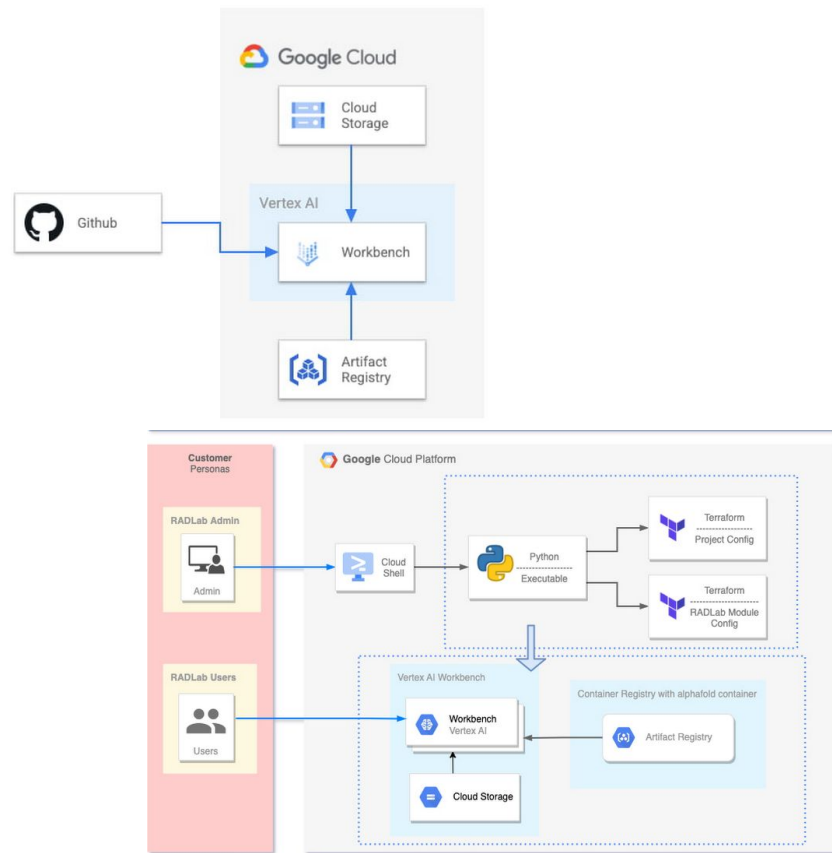 Google Cloud
Cloud
Storage
Vertex AI
Github
Workbench
Artifact
Registry
Customer
Personas
Google Cloud Platform
RADLab Admin
Admin
Cloud
Shell
Python
Executable
Terraform
Project Config
Terraform
RADLab Module
Config
RADLab Users
Users
Vertex AI Workbench
Workbench
Vertex AI
Cloud Storage
Container Registry with alphafold container
Artifact Registry